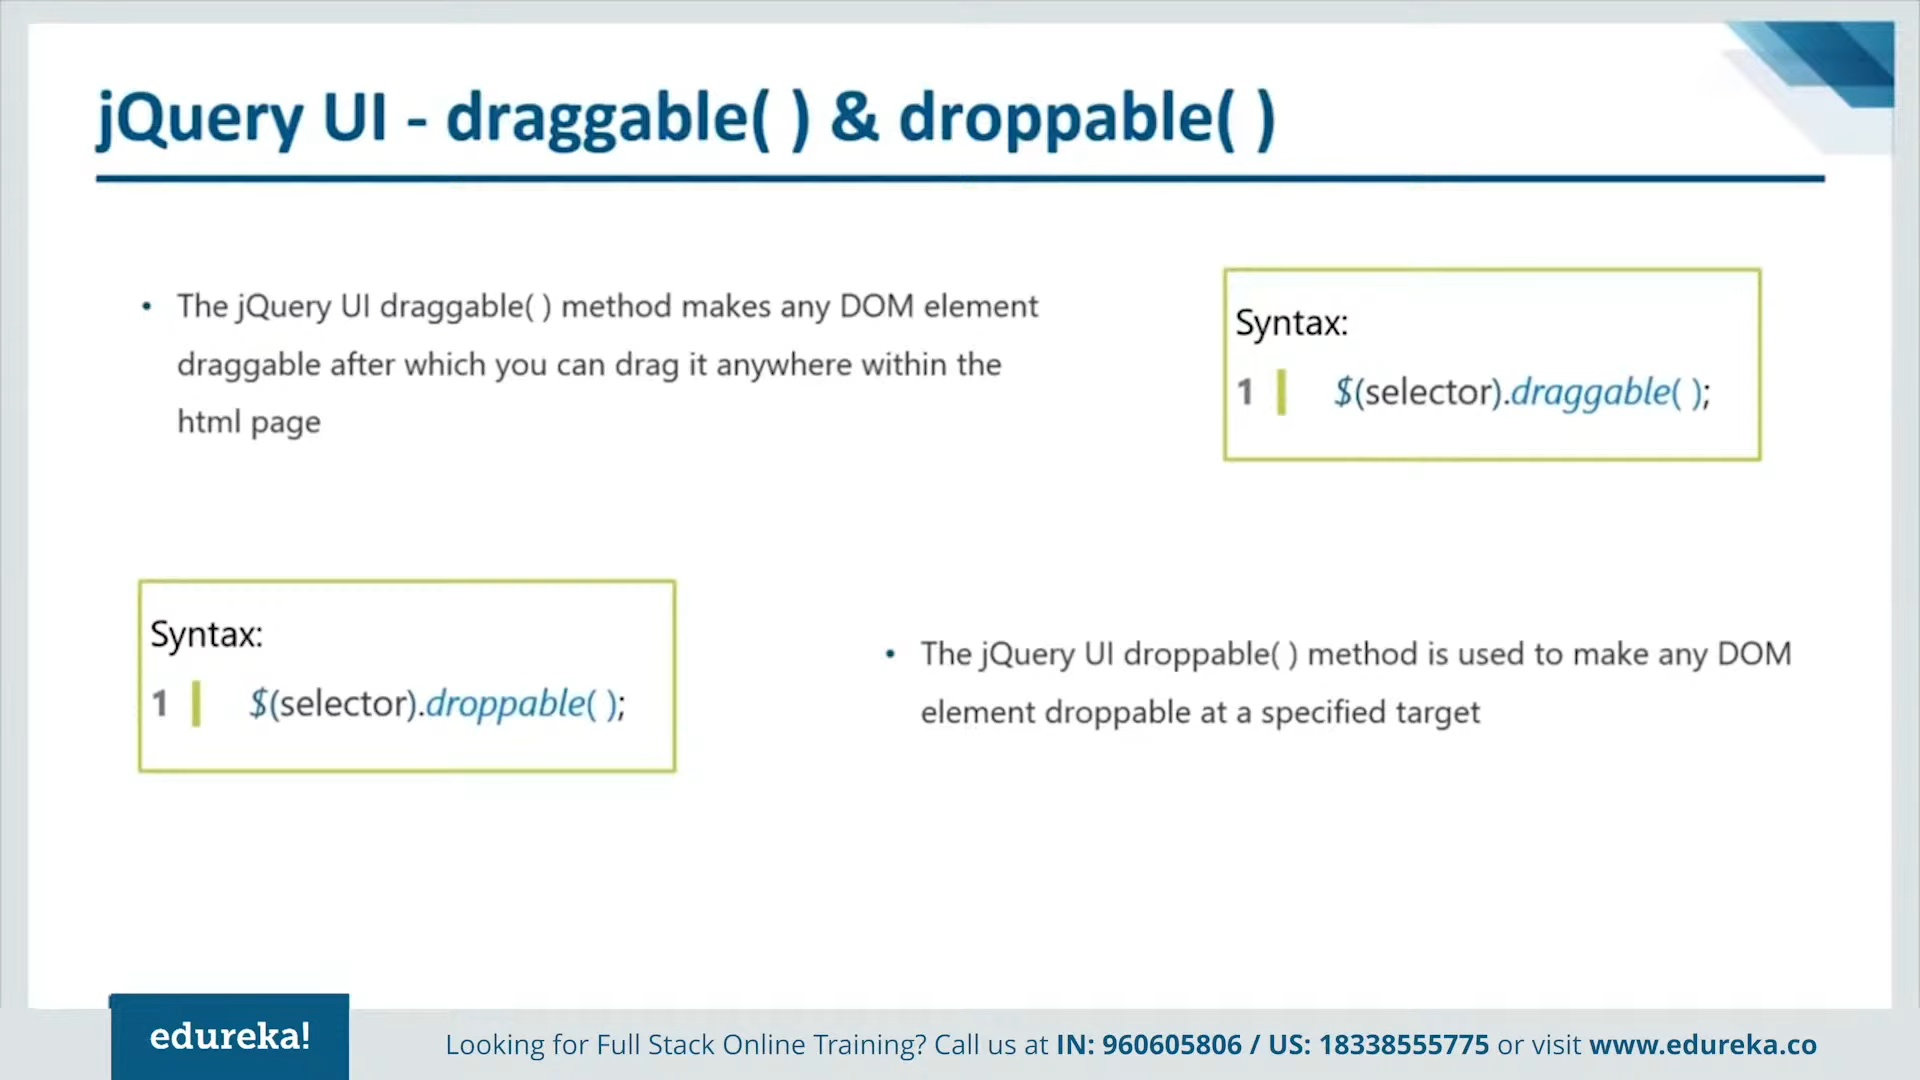 jQuery UI - draggable( ) & droppable( )
• The jQuery UI draggable( ) method makes any DOM element
draggable after which you can drag it anywhere within the
html page
Syntax:
1 $(selector).draggable( );
Syntax:
1 $(selector).droppable( );
• The jQuery UI droppable( ) method is used to make any DOM
element droppable at a specified target
edureka!
Looking for Full Stack Online Training? Call us at IN: 960605806 / US: 18338555775 or visit www.edureka.co